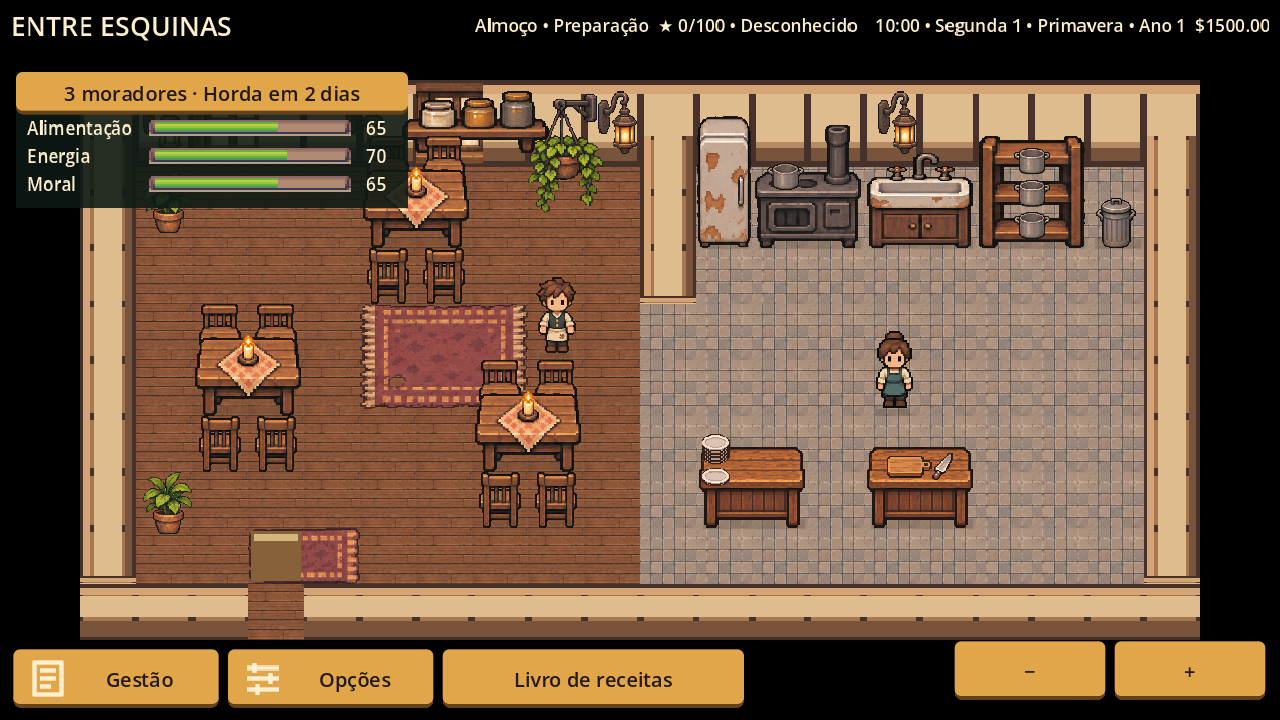 ENTRE ESQUINAS
Almoço • Preparação ★ 0/100 • Desconhecido 10:00 • Segunda 1 • Primavera • Ano 1 $1500.00
3 moradores · Horda em 2 dias
Alimentação 65
Energia 70
Moral 65
Gestão
Opções
Livro de receitas
−
+